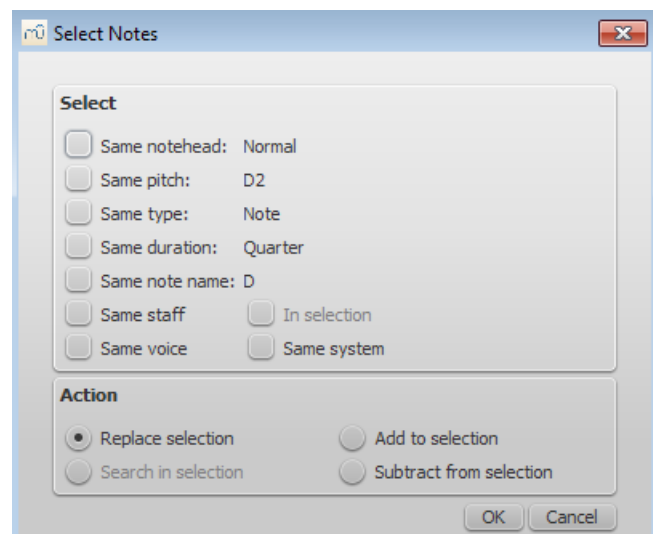 mû Select Notes
Select
Same notehead: Normal
Same pitch: D2
Same type: Note
Same duration: Quarter
Same note name: D
Same staff In selection
Same voice Same system
Action
Replace selection Add to selection
Search in selection Subtract from selection
OK Cancel